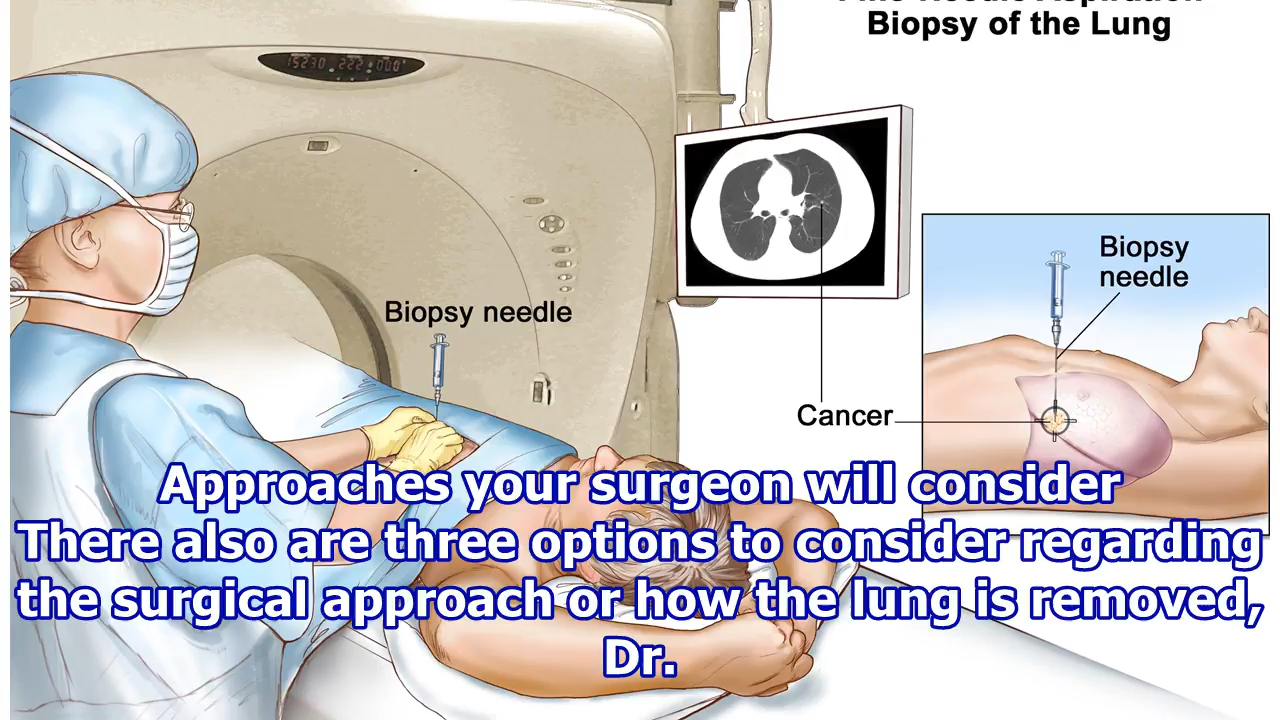 Biopsy of the Lung
Biopsy
needle
Biopsy needle
Cancer
Approaches your surgeon will consider
There also are three options to consider regarding
the surgical approach or how the lung is removed,
Dr.